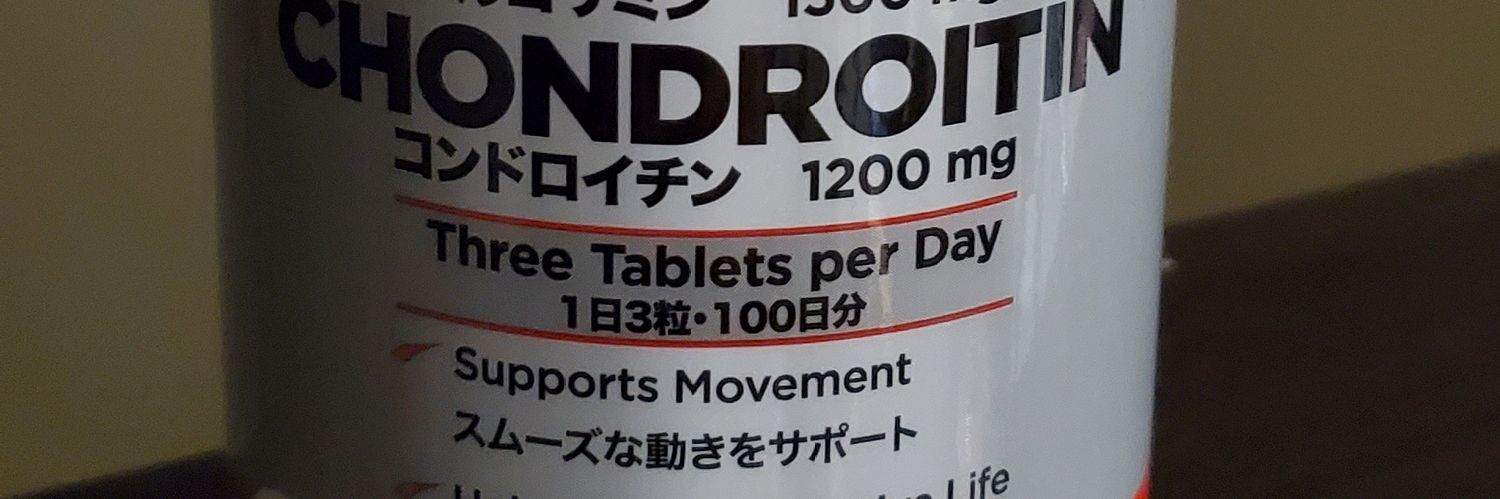 CHONDROITIN
コンドロイチン 1200 mg
Three Tablets per Day
1日3粒・100日分
Supports Movement
スムーズな動きをサポート
Life